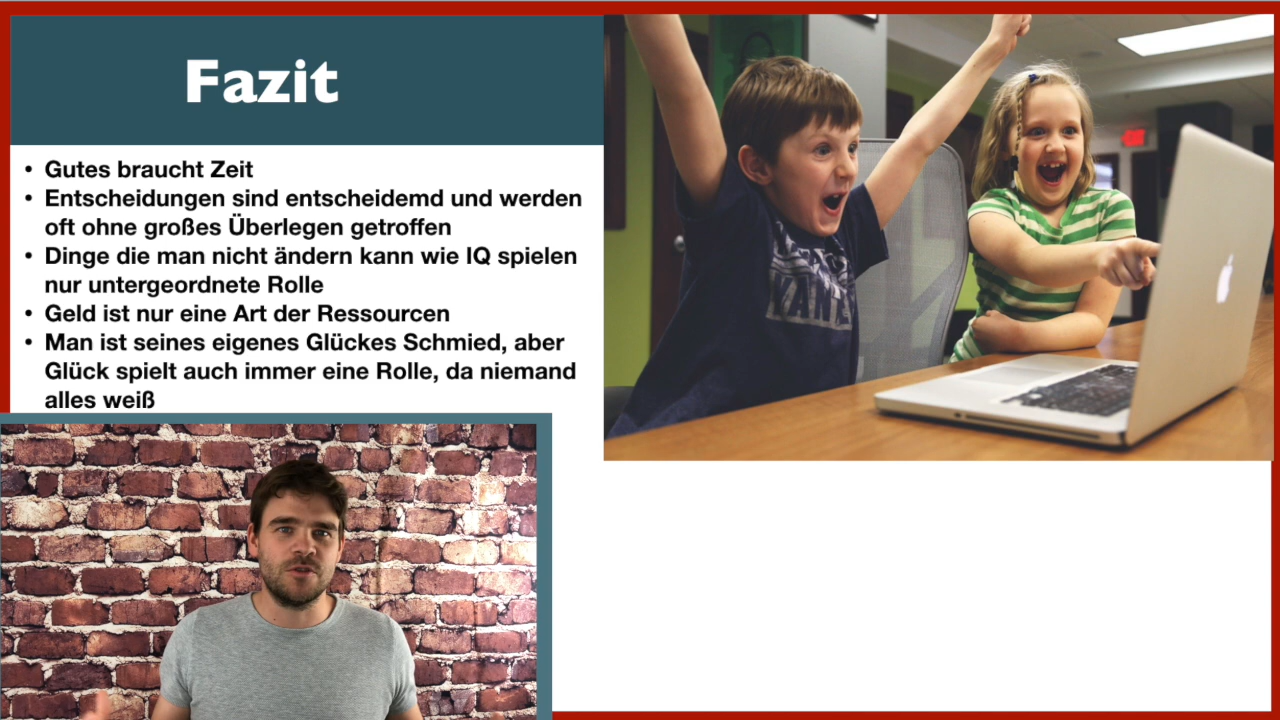 Fazit
• Gutes braucht Zeit
• Entscheidungen sind entscheidemd und werden
oft ohne großes Überlegen getroffen
• Dinge die man nicht ändern kann wie IQ spielen
nur untergeordnete Rolle
• Geld ist nur eine Art der Ressourcen
• Man ist seines eigenes Glückes Schmied, aber
Glück spielt auch immer eine Rolle, da niemand
alles weiß